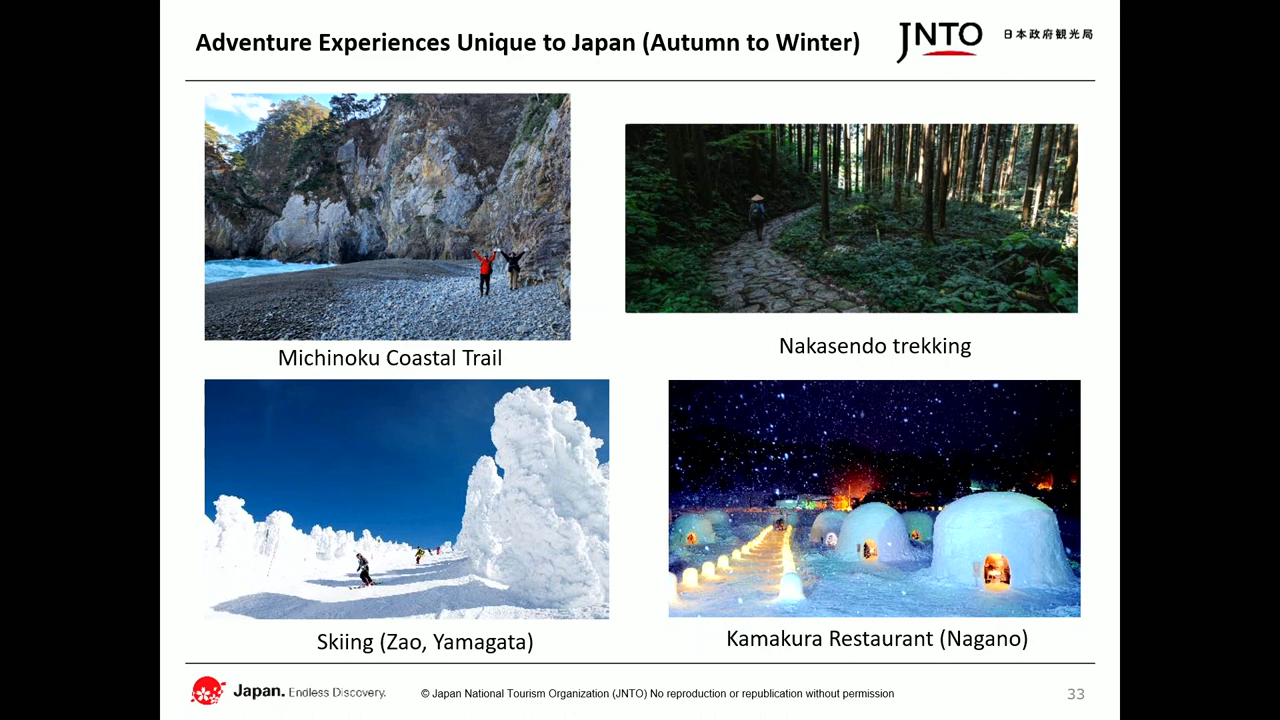 Adventure Experiences Unique to Japan (Autumn to Winter)
JNTO 日本政府観光局
Michinoku Coastal Trail
Nakasendo trekking
Skiing (Zao, Yamagata)
Kamakura Restaurant (Nagano)
Japan. Endless Discovery.
© Japan National Tourism Organization (JNTO) No reproduction or republication without permission
33